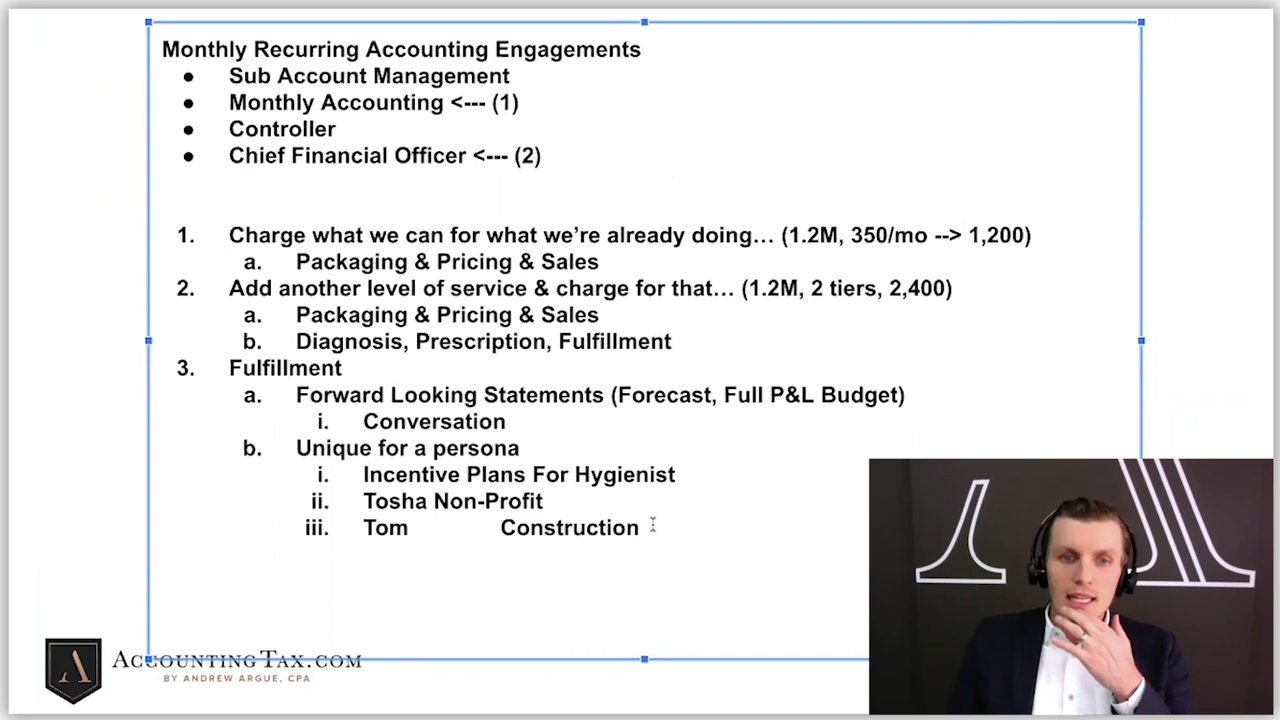 Monthly Recurring Accounting Engagements
● Sub Account Management
● Monthly Accounting <--- (1)
● Controller
● Chief Financial Officer <--- (2)
1. Charge what we can for what we’re already doing… (1.2M, 350/mo --> 1,200)
a. Packaging & Pricing & Sales
2. Add another level of service & charge for that… (1.2M, 2 tiers, 2,400)
a. Packaging & Pricing & Sales
b. Diagnosis, Prescription, Fulfillment
3. Fulfillment
a. Forward Looking Statements (Forecast, Full P&L Budget)
i. Conversation
b. Unique for a persona
i. Incentive Plans For Hygienist
ii. Tosha Non-Profit
iii. Tom Construction
A
AccountingTax.com
BY ANDREW ARGUE, CPA